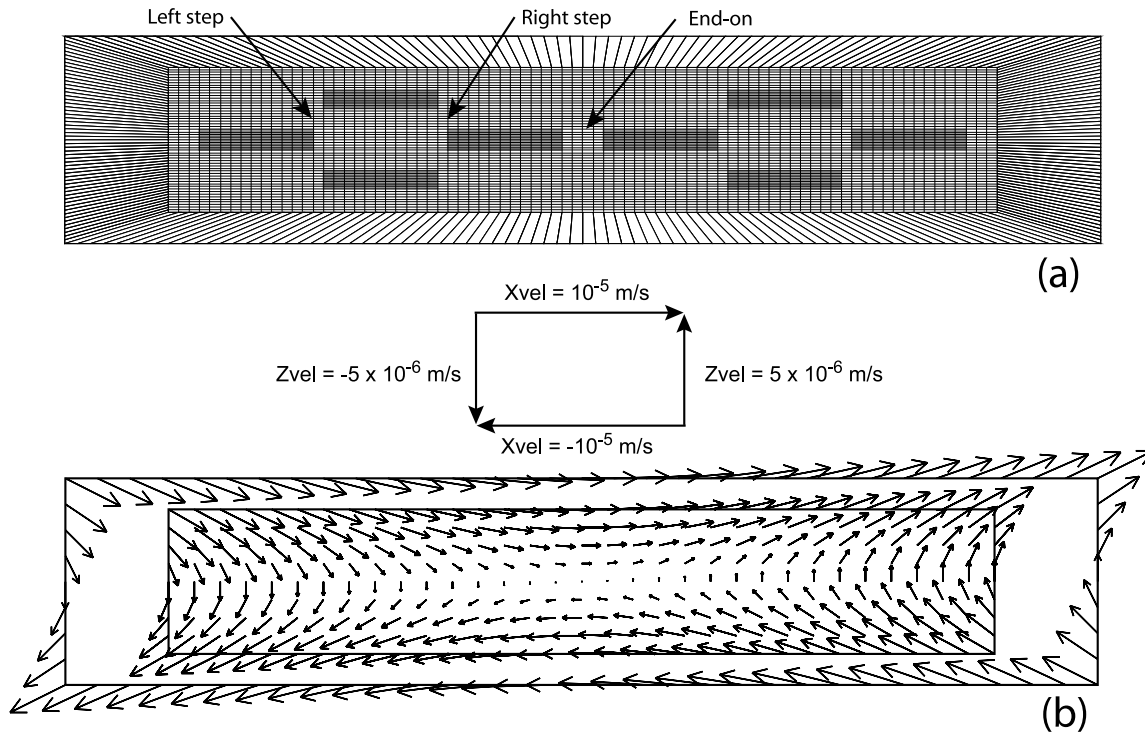 Left step
Right step
End-on
(a)
Xvel = 10⁻⁵ m/s
Zvel = -5 x 10⁻⁶ m/s
Zvel = 5 x 10⁻⁶ m/s
Xvel = -10⁻⁵ m/s
(b)